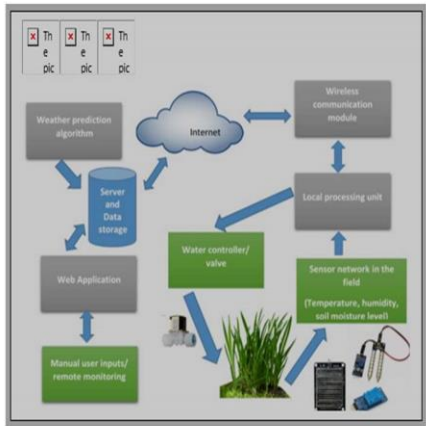 Th Th Th
e e e
pic pic pic
Wireless
communication
module
Weather prediction
algorithm
Internet
Server
and
Data
storage
Local processing unit
Water controller/
valve
Sensor network in the
field
(Temperature, humidity,
soil moisture level)
Web Application
Manual user inputs/
remote monitoring